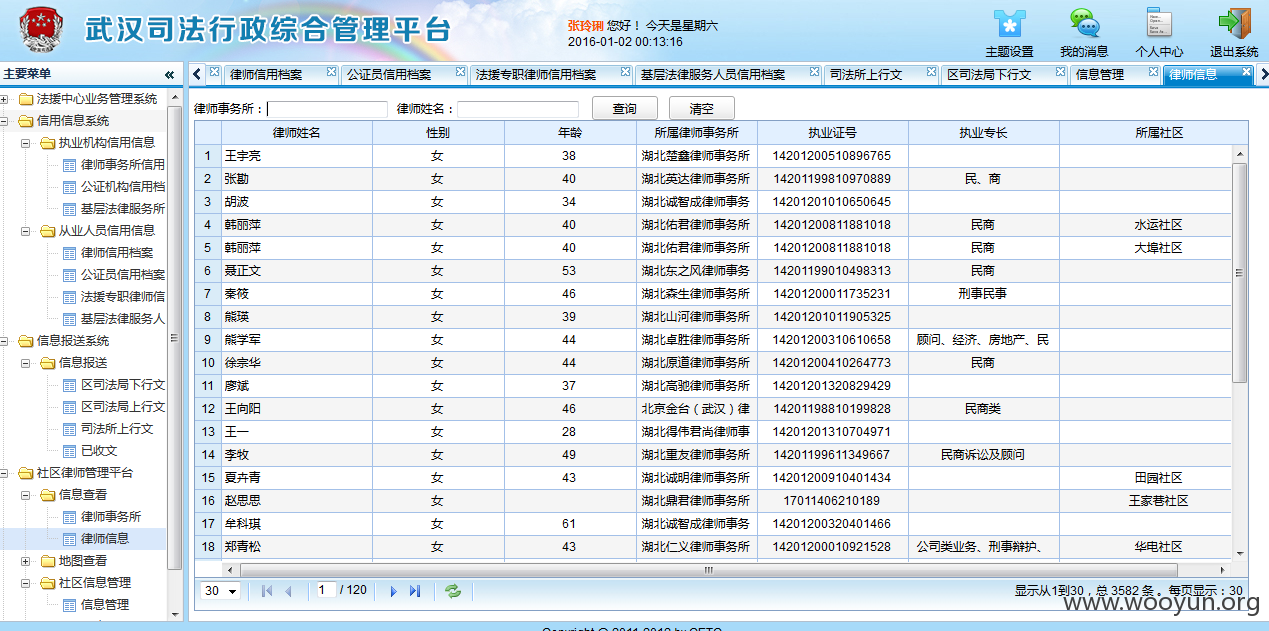 武汉司法行政综合管理平台
张玲琍 您好！ 今天是星期六
2016-01-02 00:13:16
主题设置 我的消息 个人中心 退出系统
主要菜单
律师信用档案 公证员信用档案 法援专职律师信用档案 基层法律服务人员信用档案 司法所上行文 区司法局下行文 信息管理 律师信息
法援中心业务管理系统
信用信息系统
执业机构信用信息
律师事务所信用
公证机构信用档
基层法律服务所
从业人员信用信息
律师信用档案
公证员信用档案
法援专职律师信
基层法律服务人
信息报送系统
信息报送
区司法局下行文
区司法局上行文
司法所上行文
已收文
社区律师管理平台
信息查看
律师事务所
律师信息
地图查看
社区信息管理
信息管理
律师事务所： 律师姓名： 查询 清空
律师姓名 性别 年龄 所属律师事务所 执业证号 执业专长 所属社区
1 王宇亮 女 38 湖北楚鑫律师事务所 14201200510896765
2 张勘 女 40 湖北英达律师事务所 14201199810970889 民、商
3 胡波 女 34 湖北诚智成律师事务 14201201010650645
4 韩丽萍 女 40 湖北佑君律师事务所 14201200811881018 民商 水运社区
5 韩丽萍 女 40 湖北佑君律师事务所 14201200811881018 民商 大埠社区
6 聂正文 女 53 湖北东之风律师事务 14201199010498313 民商
7 秦筱 女 46 湖北森生律师事务所 14201200011735231 刑事民事
8 熊瑛 女 39 湖北山河律师事务所 14201201011905325
9 熊学军 女 44 湖北卓胜律师事务所 14201200310610658 顾问、经济、房地产、民
10 徐宗华 女 44 湖北原道律师事务所 14201200410264773 民商
11 廖斌 女 37 湖北高驰律师事务所 14201201320829429
12 王向阳 女 46 北京金台（武汉）律 14201198810199828 民商类
13 王一 女 28 湖北得伟君尚律师事 14201201310704971
14 李牧 女 49 湖北重友律师事务所 14201199611349667 民商诉讼及顾问
15 夏卉青 女 43 湖北诚明律师事务所 14201200910401434 田园社区
16 赵思思 女 湖北鼎君律师事务所 17011406210189 王家巷社区
17 牟科琪 女 61 湖北诚智成律师事务 14201200320401466
18 郑青松 女 43 湖北仁义律师事务所 14201200010921528 公司类业务、刑事辩护、 华电社区
30 1 / 120 显示从1到30，总 3582 条 。每页显示：30
www.wooyun.org
Copyright © 2011-2012 by CETC